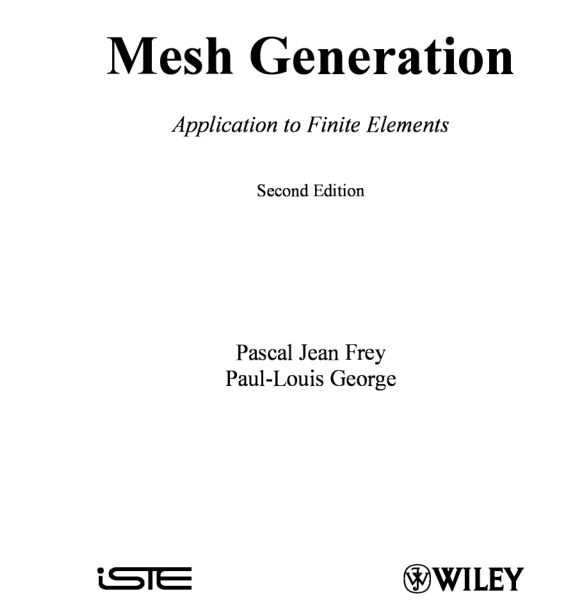 Mesh Generation
Application to Finite Elements
Second Edition
Pascal Jean Frey
Paul-Louis George
iSTE
WILEY